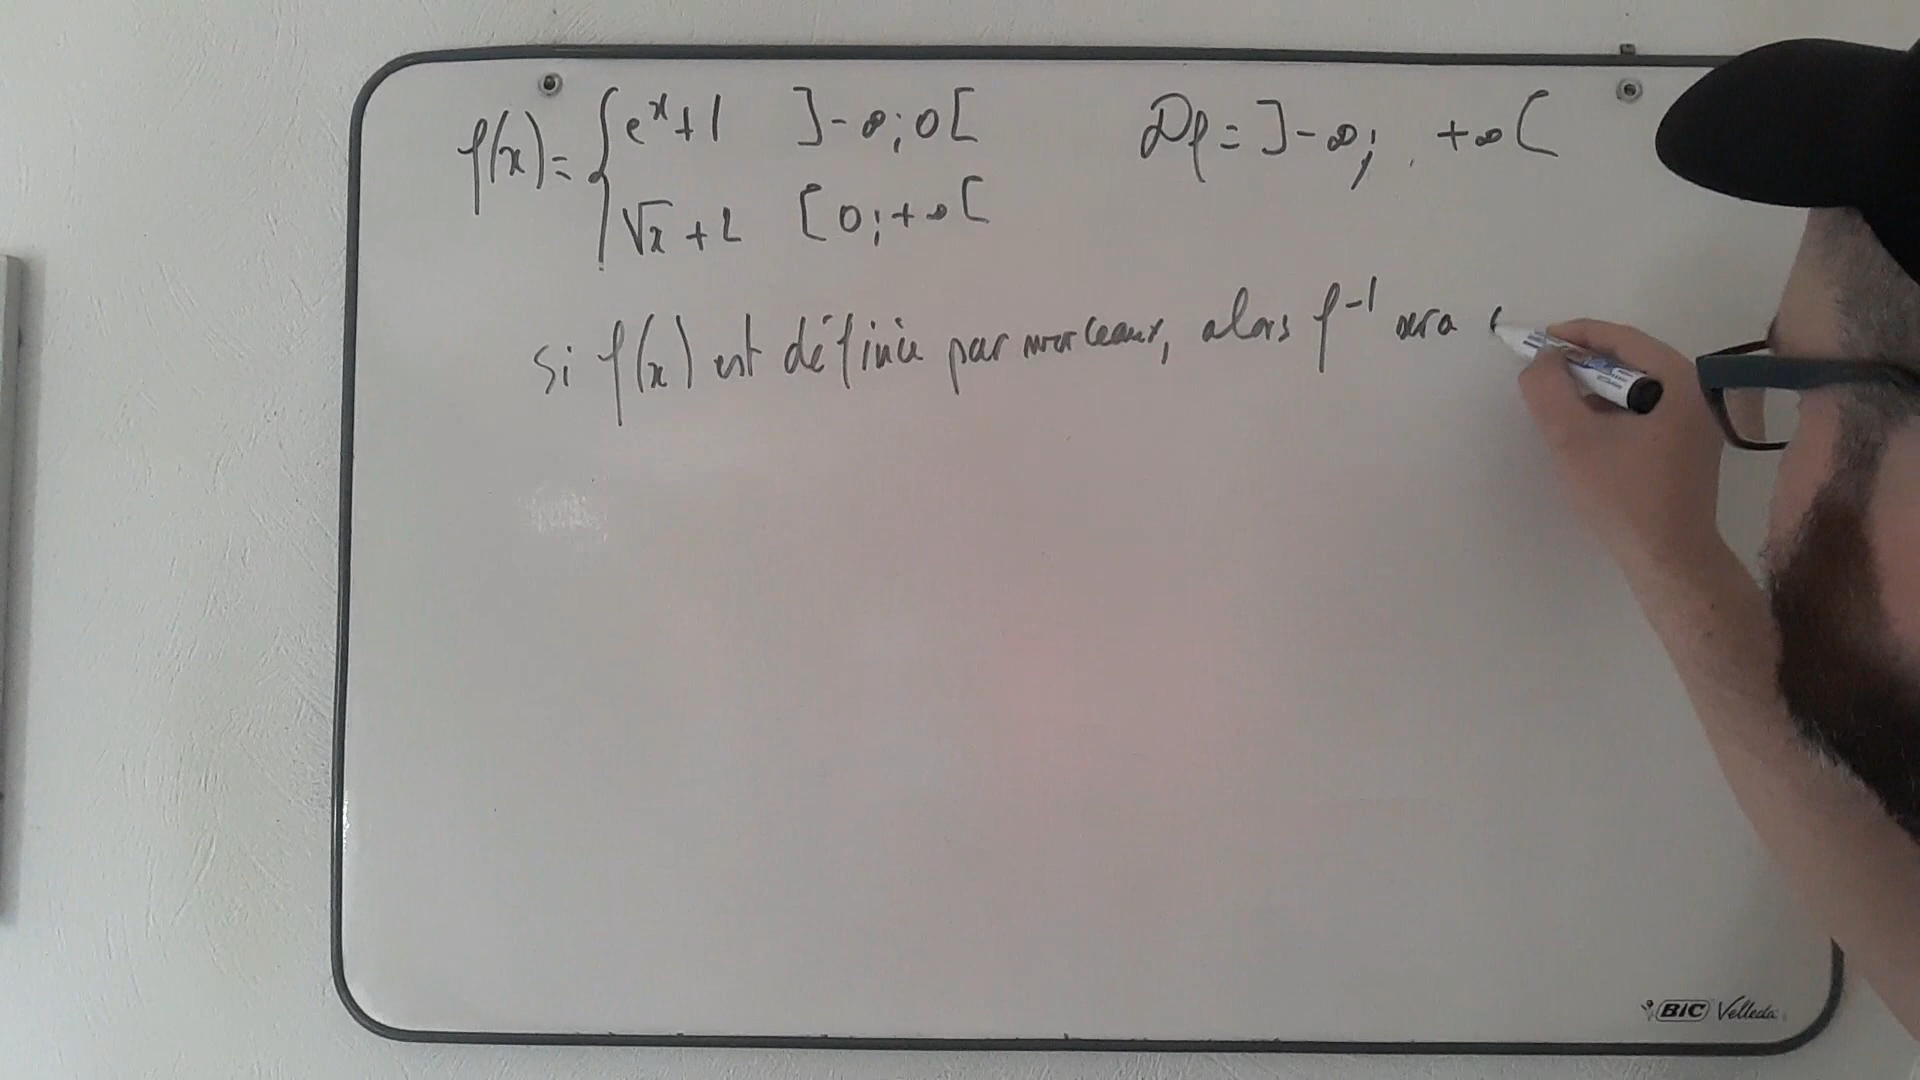 f(x) = { e^x + 1 ]-∞; 0[
√x + 2 [0; +∞[
Df = ]-∞; +∞[
si f(x) est définie par morceaux, alors f^-1 sera
BIC Velleda